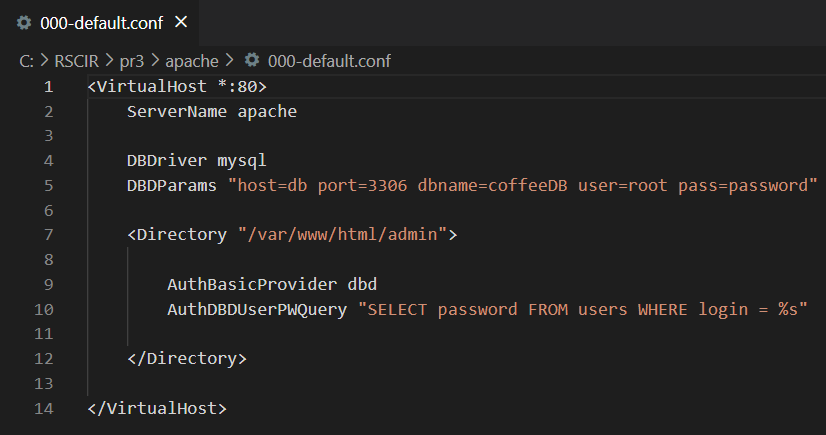 000-default.conf ×
C: > RSCIR > pr3 > apache > 000-default.conf
1 <VirtualHost *:80>
2 ServerName apache
3
4 DBDriver mysql
5 DBDParams "host=db port=3306 dbname=coffeeDB user=root pass=password"
6
7 <Directory "/var/www/html/admin">
8
9 AuthBasicProvider dbd
10 AuthDBDUserPWQuery "SELECT password FROM users WHERE login = %s"
11
12 </Directory>
13
14 </VirtualHost>